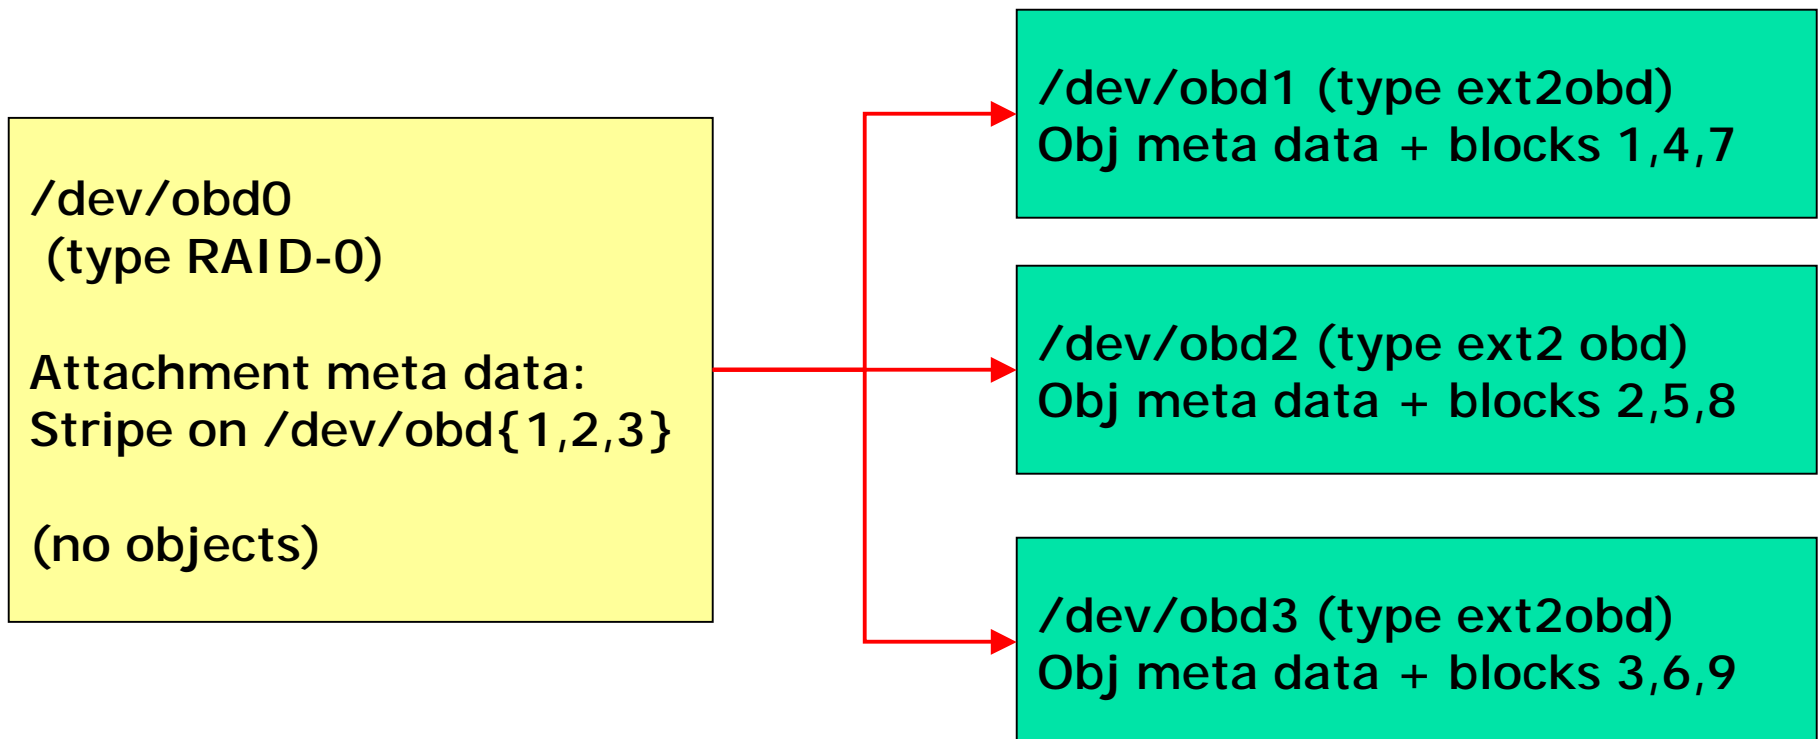 /dev/obd0
(type RAID-0)
Attachment meta data:
Stripe on /dev/obd{1,2,3}
(no objects)
/dev/obd1 (type ext2obd)
Obj meta data + blocks 1,4,7
/dev/obd2 (type ext2 obd)
Obj meta data + blocks 2,5,8
/dev/obd3 (type ext2obd)
Obj meta data + blocks 3,6,9